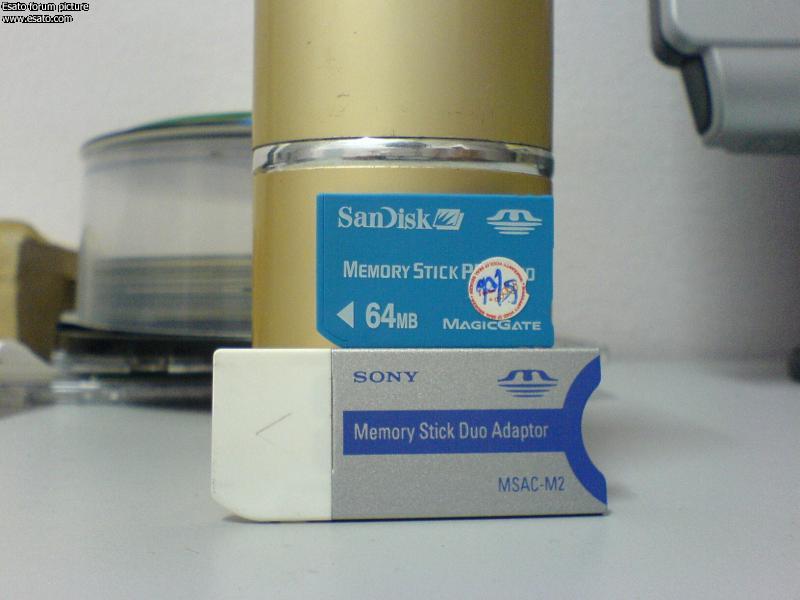 Esato forum picture
www.esato.com
SanDisk
MEMORY STICK
64MB
MAGICGATE
SONY
Memory Stick Duo Adaptor
MSAC-M2